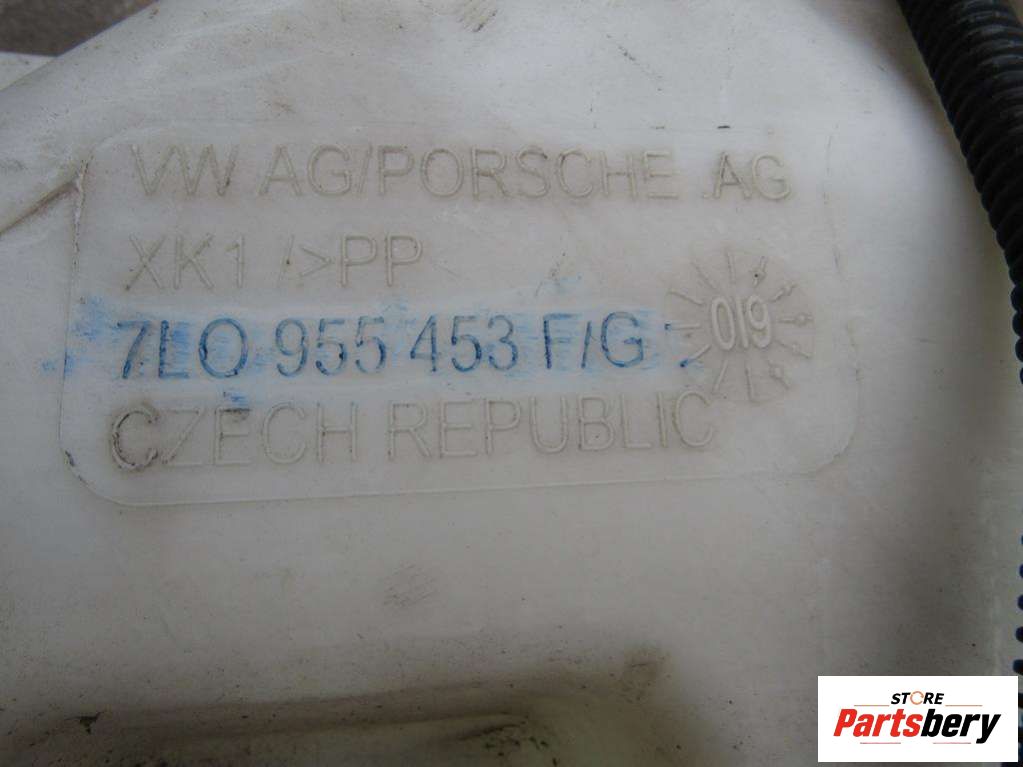 VW AG/PORSCHE AG
XK1 />PP<
7L0 955 453 F/G
019
CZECH REPUBLIC
STORE
Partsbery